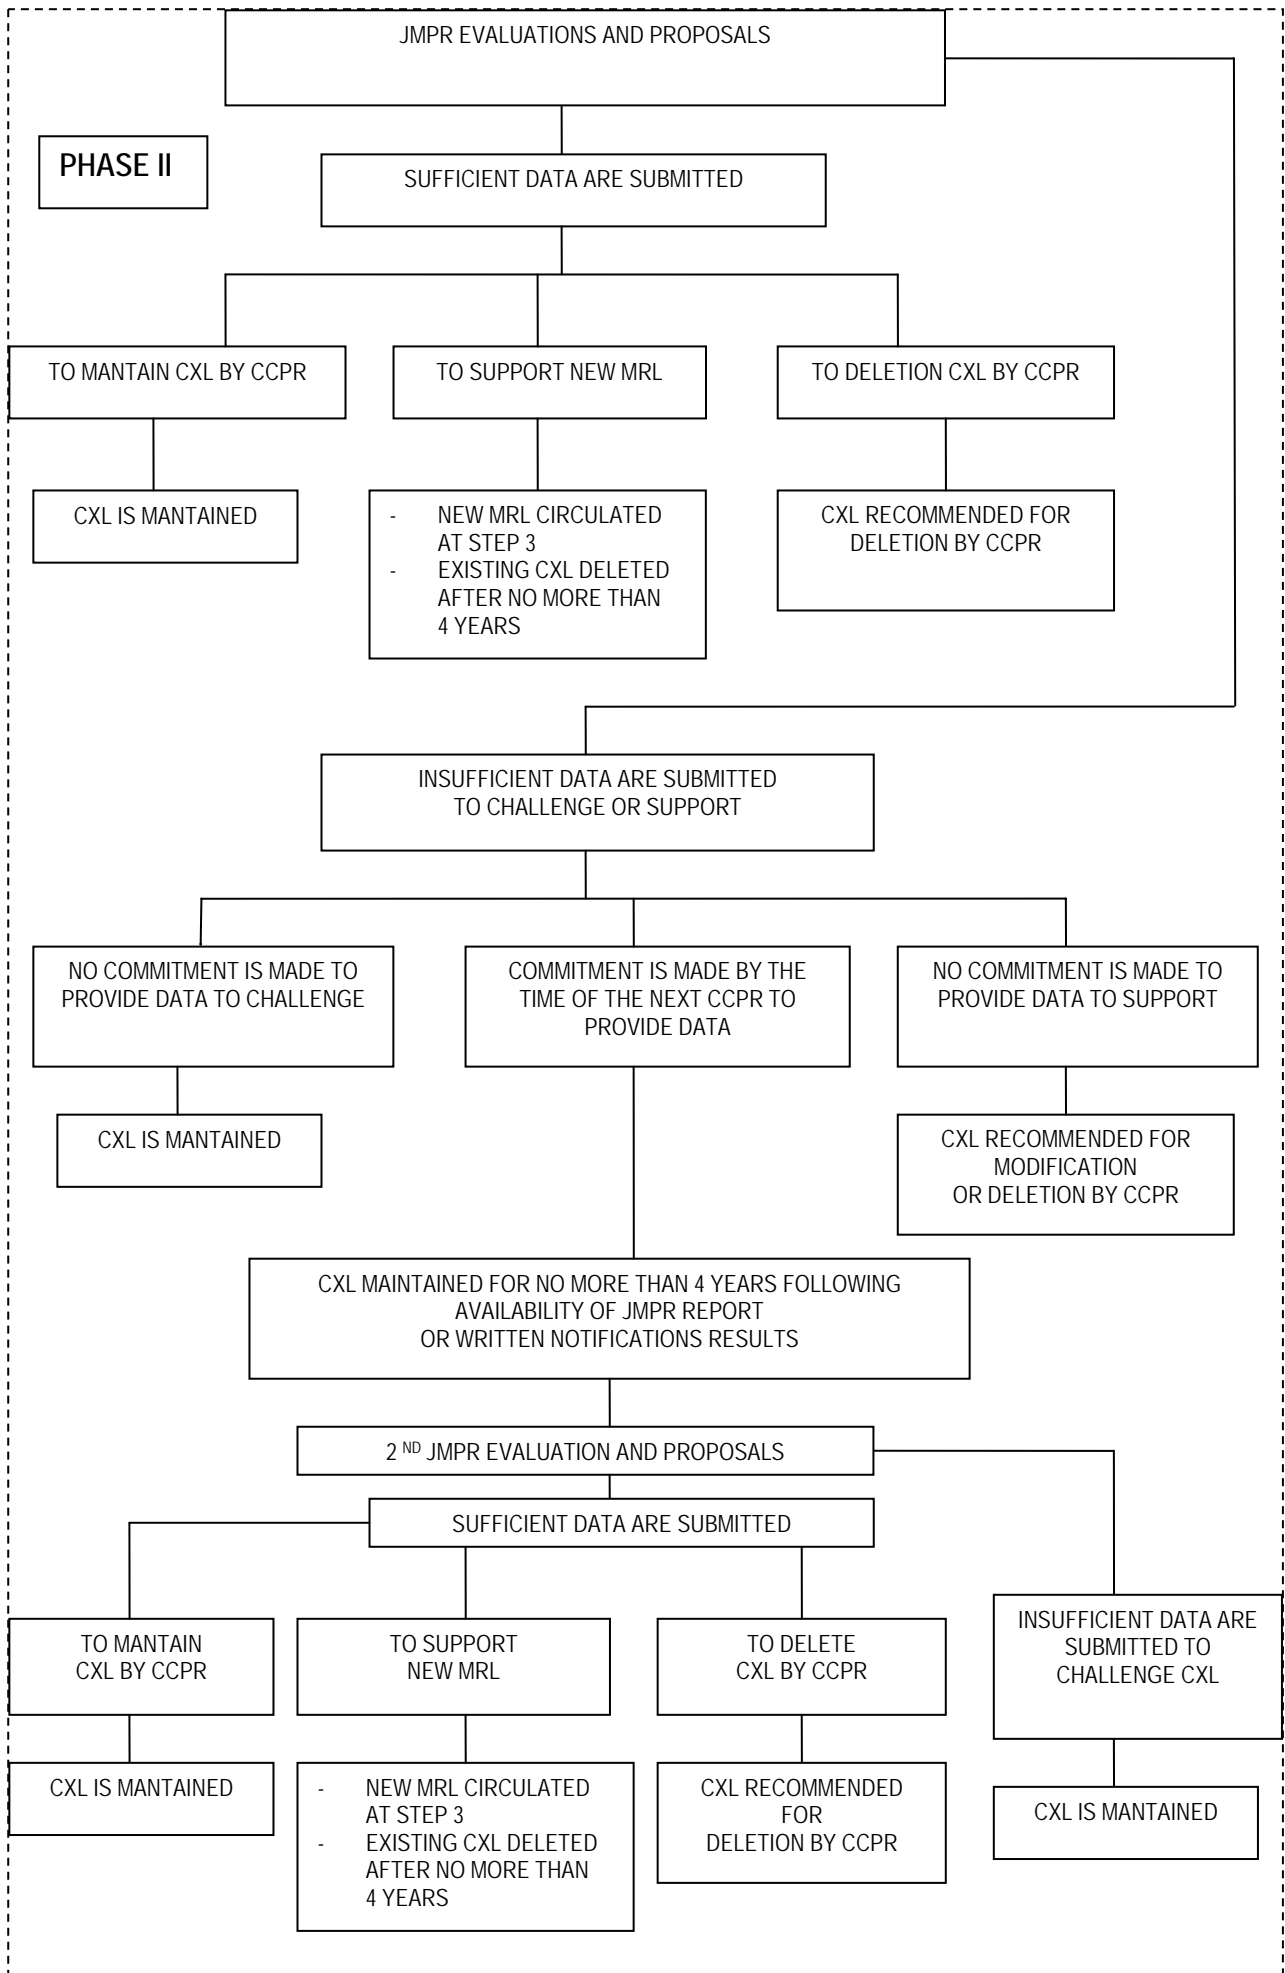 JMPR EVALUATIONS AND PROPOSALS
PHASE II
SUFFICIENT DATA ARE SUBMITTED
TO MANTAIN CXL BY CCPR
TO SUPPORT NEW MRL
TO DELETION CXL BY CCPR
CXL IS MANTAINED
- NEW MRL CIRCULATED
AT STEP 3
- EXISTING CXL DELETED
AFTER NO MORE THAN
4 YEARS
CXL RECOMMENDED FOR
DELETION BY CCPR
INSUFFICIENT DATA ARE SUBMITTED
TO CHALLENGE OR SUPPORT
NO COMMITMENT IS MADE TO
PROVIDE DATA TO CHALLENGE
COMMITMENT IS MADE BY THE
TIME OF THE NEXT CCPR TO
PROVIDE DATA
NO COMMITMENT IS MADE TO
PROVIDE DATA TO SUPPORT
CXL IS MANTAINED
CXL RECOMMENDED FOR
MODIFICATION
OR DELETION BY CCPR
CXL MAINTAINED FOR NO MORE THAN 4 YEARS FOLLOWING
AVAILABILITY OF JMPR REPORT
OR WRITTEN NOTIFICATIONS RESULTS
2 ND JMPR EVALUATION AND PROPOSALS
SUFFICIENT DATA ARE SUBMITTED
TO MANTAIN
CXL BY CCPR
TO SUPPORT
NEW MRL
TO DELETE
CXL BY CCPR
INSUFFICIENT DATA ARE
SUBMITTED TO
CHALLENGE CXL
CXL IS MANTAINED
- NEW MRL CIRCULATED
AT STEP 3
- EXISTING CXL DELETED
AFTER NO MORE THAN
4 YEARS
CXL RECOMMENDED
FOR
DELETION BY CCPR
CXL IS MANTAINED